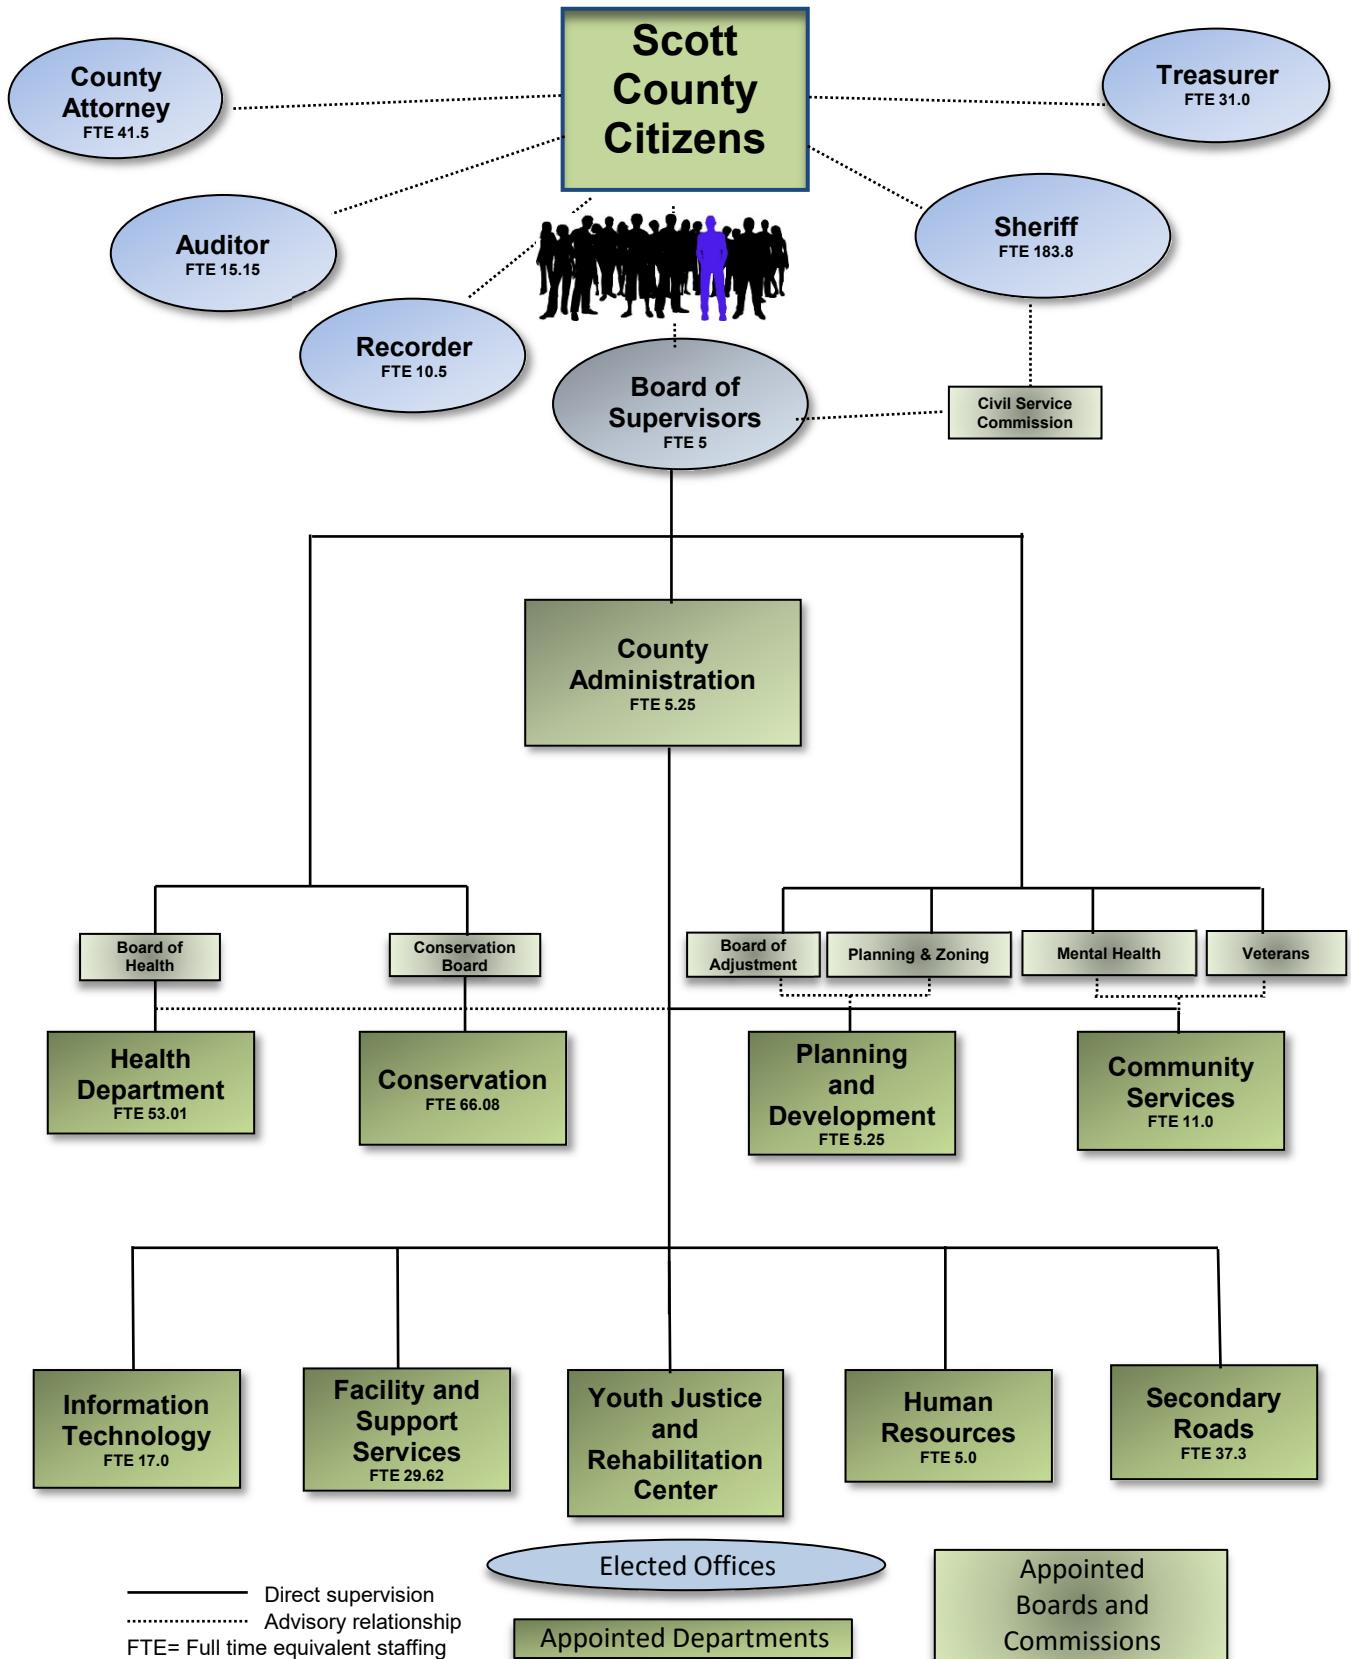 Scott
County
Citizens
County
Attorney
FTE 41.5
Treasurer
FTE 31.0
Auditor
FTE 15.15
Sheriff
FTE 183.8
Recorder
FTE 10.5
Board of
Supervisors
FTE 5
Civil Service
Commission
County
Administration
FTE 5.25
Board of
Health
Conservation
Board
Board of
Adjustment
Planning & Zoning
Mental Health
Veterans
Health
Department
FTE 53.01
Conservation
FTE 66.08
Planning
and
Development
FTE 5.25
Community
Services
FTE 11.0
Information
Technology
FTE 17.0
Facility and
Support
Services
FTE 29.62
Youth Justice
and
Rehabilitation
Center
Human
Resources
FTE 5.0
Secondary
Roads
FTE 37.3
Direct supervision
Advisory relationship
FTE= Full time equivalent staffing
Elected Offices
Appointed Departments
Appointed
Boards and
Commissions